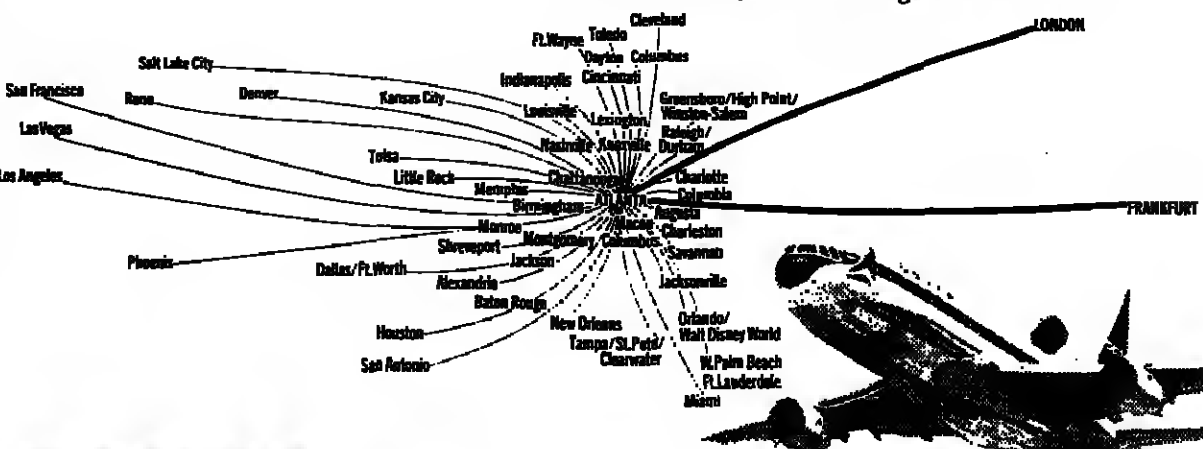 Cleveland
LONDON
Ft.Wayne
Toledo
Dayton
Columbus
Salt Lake City
Indianapolis
Cincinnati
San Francisco
Reno
Denver
Kansas City
Louisville
Lexington
Greensboro/High Point/
Winston-Salem
Las Vegas
Nashville
Knoxville
Raleigh/
Durham
Tulsa
Los Angeles
Little Rock
Chattanooga
Charlotte
Memphis
Columbia
Birmingham
ATLANTA
Augusta
FRANKFURT
Monroe
Macon
Charleston
Shreveport
Montgomery
Columbus
Savannah
Phoenix
Dallas/Ft.Worth
Jackson
Alexandria
Jacksonville
Baton Rouge
Houston
New Orleans
Orlando/
Walt Disney World
Tampa/St.Pete/
Clearwater
San Antonio
W.Palm Beach
Ft.Lauderdale
Miami